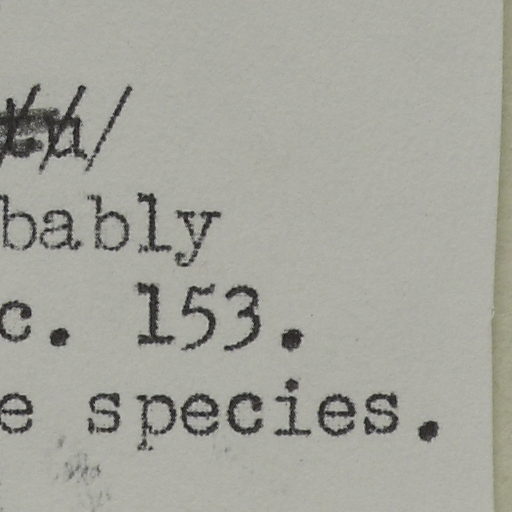 bably
c. 153.
e species.